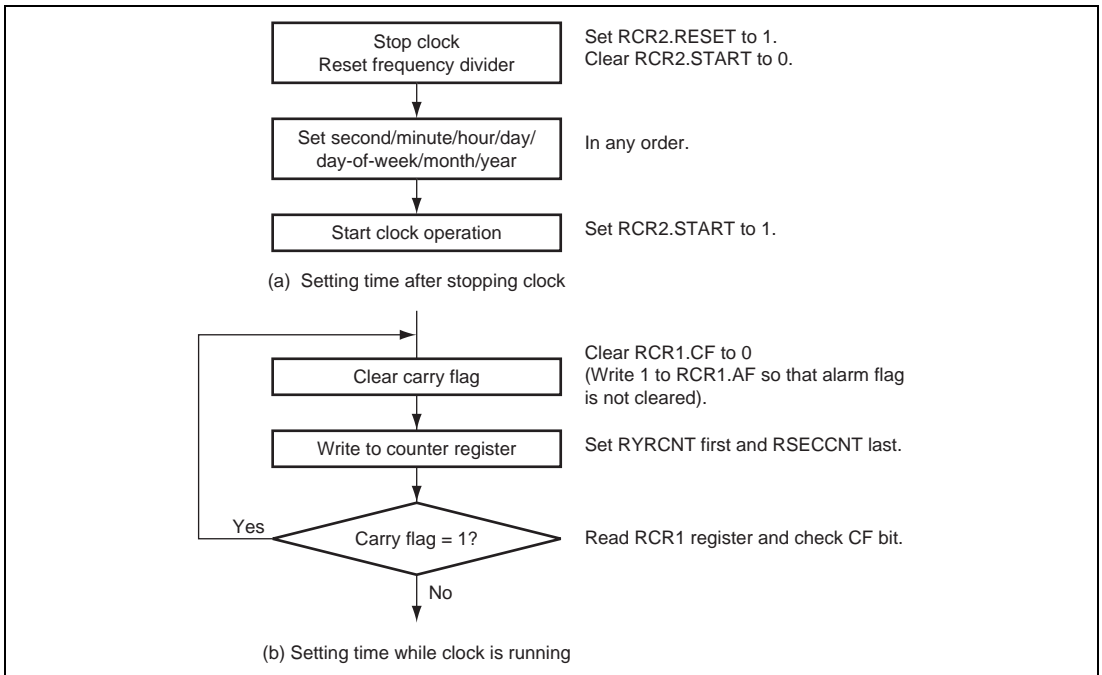 Stop clock
Reset frequency divider
Set RCR2.RESET to 1.
Clear RCR2.START to 0.
Set second/minute/hour/day/
day-of-week/month/year
In any order.
Start clock operation
Set RCR2.START to 1.
(a) Setting time after stopping clock
Clear carry flag
Clear RCR1.CF to 0
(Write 1 to RCR1.AF so that alarm flag
is not cleared).
Write to counter register
Set RYRCNT first and RSECCNT last.
Yes
Carry flag = 1?
Read RCR1 register and check CF bit.
No
(b) Setting time while clock is running